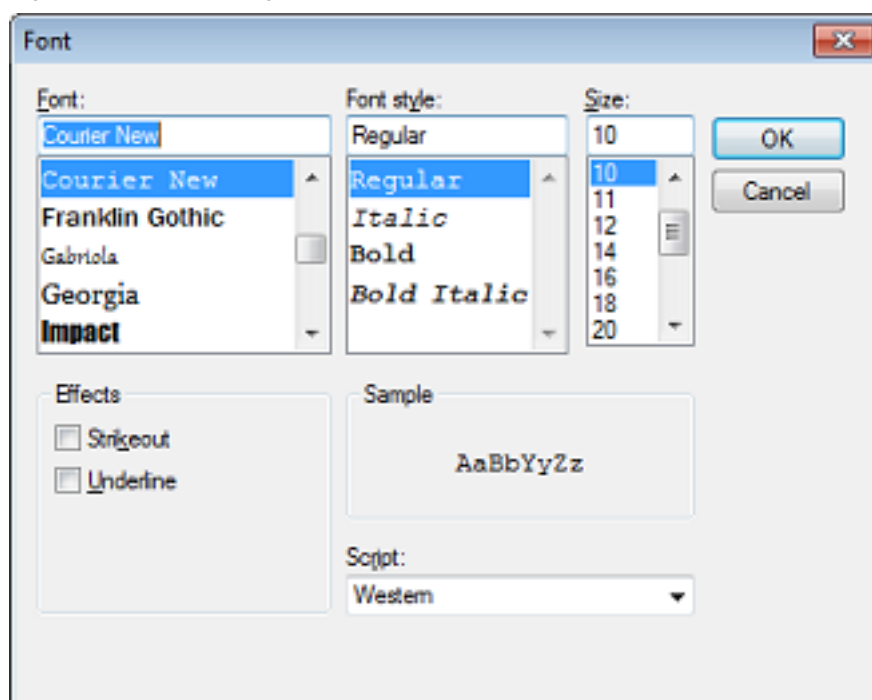 Font
Font:
Courier New
Courier New
Franklin Gothic
Gabriola
Georgia
Impact
Font style:
Regular
Regular
Italic
Bold
Bold Italic
Size:
10
10
11
12
14
16
18
20
OK
Cancel
Effects
Strikeout
Underline
Sample
AaBbYyZz
Script:
Western